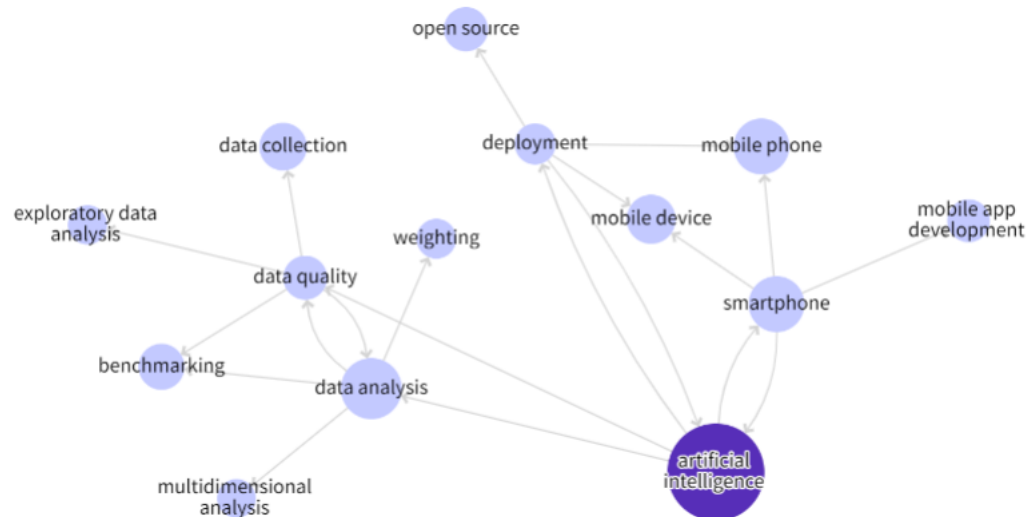 open source
data collection
deployment
mobile phone
exploratory data
analysis
weighting
mobile device
mobile app
development
data quality
smartphone
benchmarking
data analysis
artificial
intelligence
multidimensional
analysis